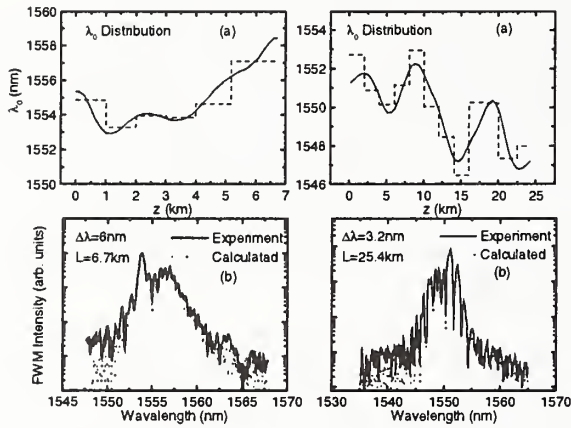 λ₀ Distribution (a)
1560
1558
1556
1554
1552
1550
λ₀ (nm)
0 1 2 3 4 5 6 7
z (km)
λ₀ Distribution (a)
1554
1552
1550
1548
1546
0 5 10 15 20 25
z (km)
Δλ=6nm
L=6.7km
Experiment
Calculated
(b)
FWM Intensity (arb. units)
1545 1550 1555 1560 1565 1570
Wavelength (nm)
Δλ=3.2nm
L=25.4km
Experiment
Calculated
(b)
1530 1540 1550 1560 1570
Wavelength (nm)